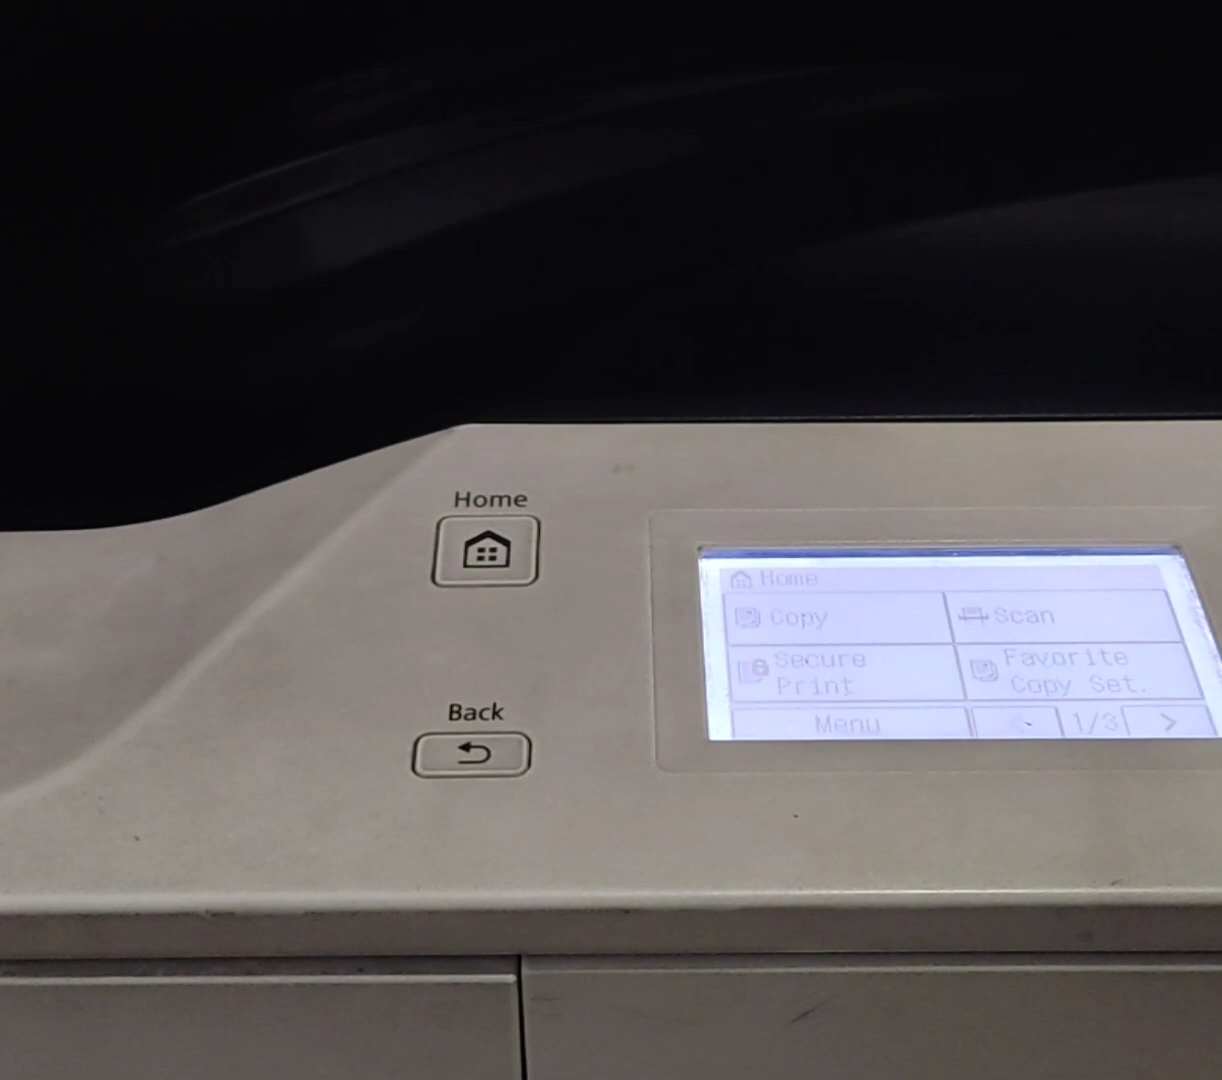 Home
Home
Copy
Scan
Secure
Print
Favorite
Copy Set.
Back
Menu
1/3